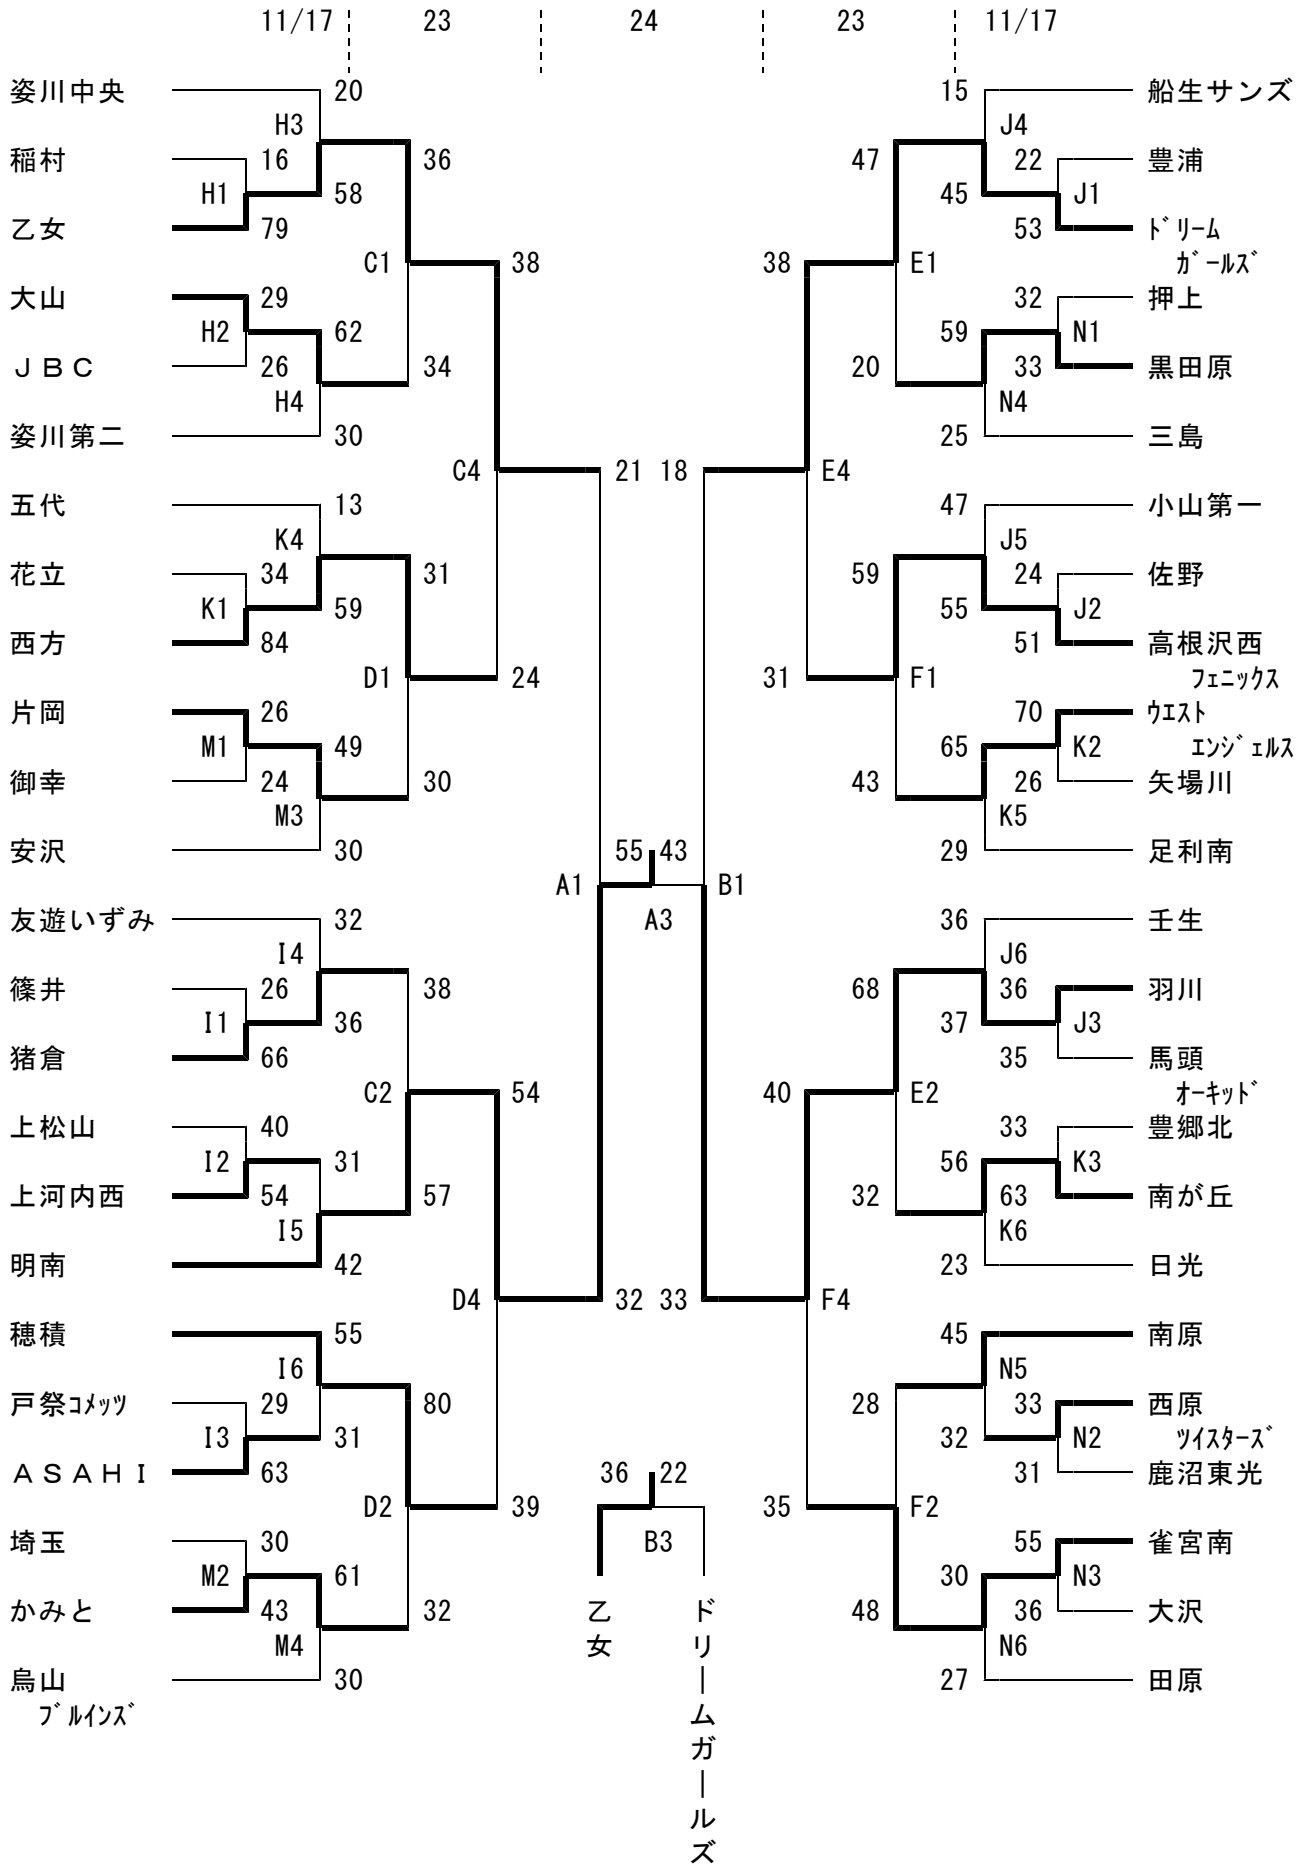 11/17 23 24 23 11/17
姿川中央 20 15 船生サンズ
H3 J4
稲村 16 36 47 22 豊浦
H1 58 45 J1
乙女 79 53 ﾄﾞﾘｰﾑ
C1 38 38 E1 ｶﾞｰﾙｽﾞ
大山 29 32 押上
H2 62 59 N1
ＪＢＣ 26 34 20 33 黒田原
H4 N4
姿川第二 30 25 三島
C4 21 18 E4
五代 13 47 小山第一
K4 J5
花立 34 31 59 24 佐野
K1 59 55 J2
西方 84 51 高根沢西
D1 24 31 F1 ﾌｪﾆｯｸｽ
片岡 26 70 ｳｴｽﾄ
M1 49 65 K2 ｴﾝｼﾞｪﾙｽ
御幸 24 30 43 26 矢場川
M3 K5
安沢 30 55 43 29 足利南
A1 B1
友遊いずみ 32 A3 36 壬生
I4 J6
篠井 26 38 68 36 羽川
I1 36 37 J3
猪倉 66 35 馬頭
C2 54 40 E2 ｵｰｷｯﾄﾞ
上松山 40 33 豊郷北
I2 31 56 K3
上河内西 54 57 32 63 南が丘
I5 K6
明南 42 23 日光
D4 32 33 F4
穂積 55 45 南原
I6 N5
戸祭ｺﾒｯﾂ 29 80 28 33 西原
I3 31 32 N2 ﾂｲｽﾀｰｽﾞ
ＡＳＡＨＩ 63 36 22 31 鹿沼東光
D2 39 35 F2
埼玉 30 B3 55 雀宮南
M2 61 30 N3
かみと 43 32 乙女 ドリームガールズ 48 36 大沢
M4 N6
烏山 30 27 田原
ﾌﾞﾙｲﾝｽﾞ